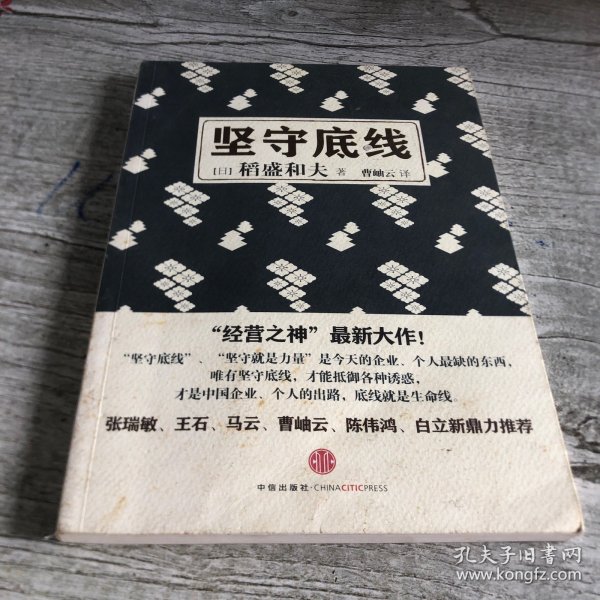 坚守底线
[日] 稻盛和夫 著 曹岫云 译
“经营之神”最新大作！
“坚守底线”、“坚守就是力量”是今天的企业、个人最缺的东西，
唯有坚守底线，才能抵御各种诱惑，
才是中国企业、个人的出路，底线就是生命线。
张瑞敏、王石、马云、曹岫云、陈伟鸿、白立新鼎力推荐
中信出版社·CHINACITICPRESS
孔夫子旧书网
www.kongfz.com